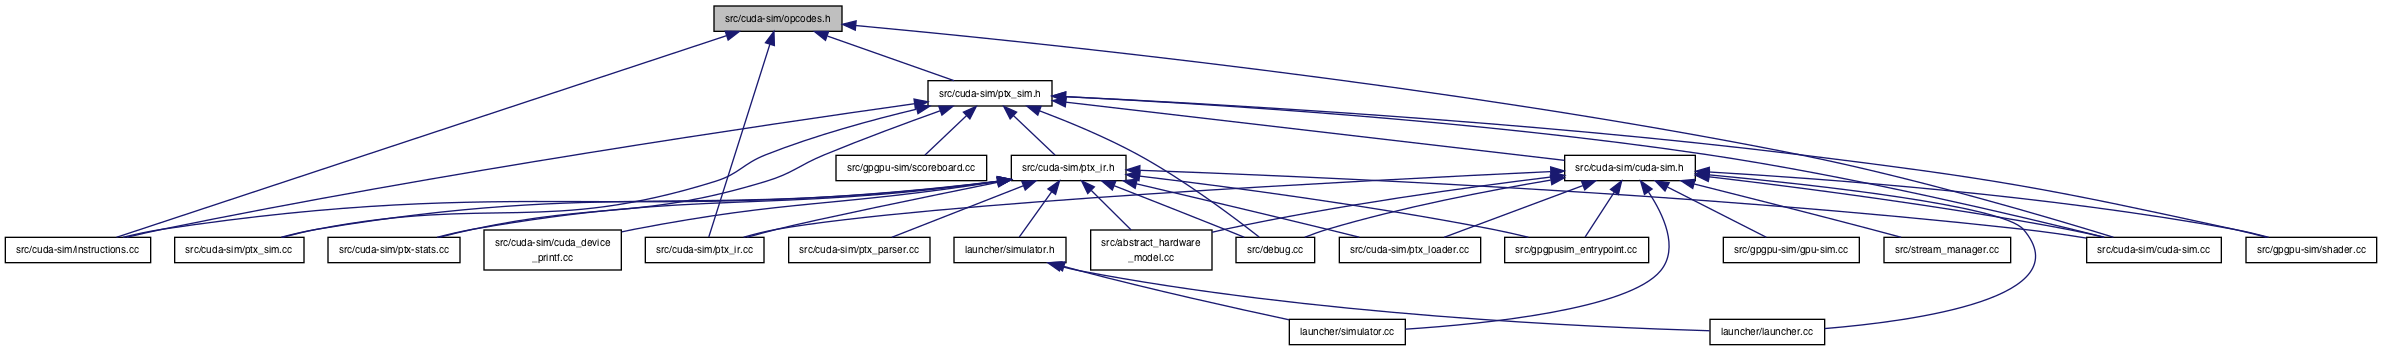 src/cuda-sim/opcodes.h
src/cuda-sim/ptx_sim.h
src/gpgpu-sim/scoreboard.cc
src/cuda-sim/ptx_ir.h
src/cuda-sim/cuda-sim.h
src/cuda-sim/instructions.cc
src/cuda-sim/ptx_sim.cc
src/cuda-sim/ptx-stats.cc
src/cuda-sim/cuda_device
_printf.cc
src/cuda-sim/ptx_ir.cc
src/cuda-sim/ptx_parser.cc
launcher/simulator.h
src/abstract_hardware
_model.cc
src/debug.cc
src/cuda-sim/ptx_loader.cc
src/gpgpusim_entrypoint.cc
src/gpgpu-sim/gpu-sim.cc
src/stream_manager.cc
src/cuda-sim/cuda-sim.cc
src/gpgpu-sim/shader.cc
launcher/simulator.cc
launcher/launcher.cc